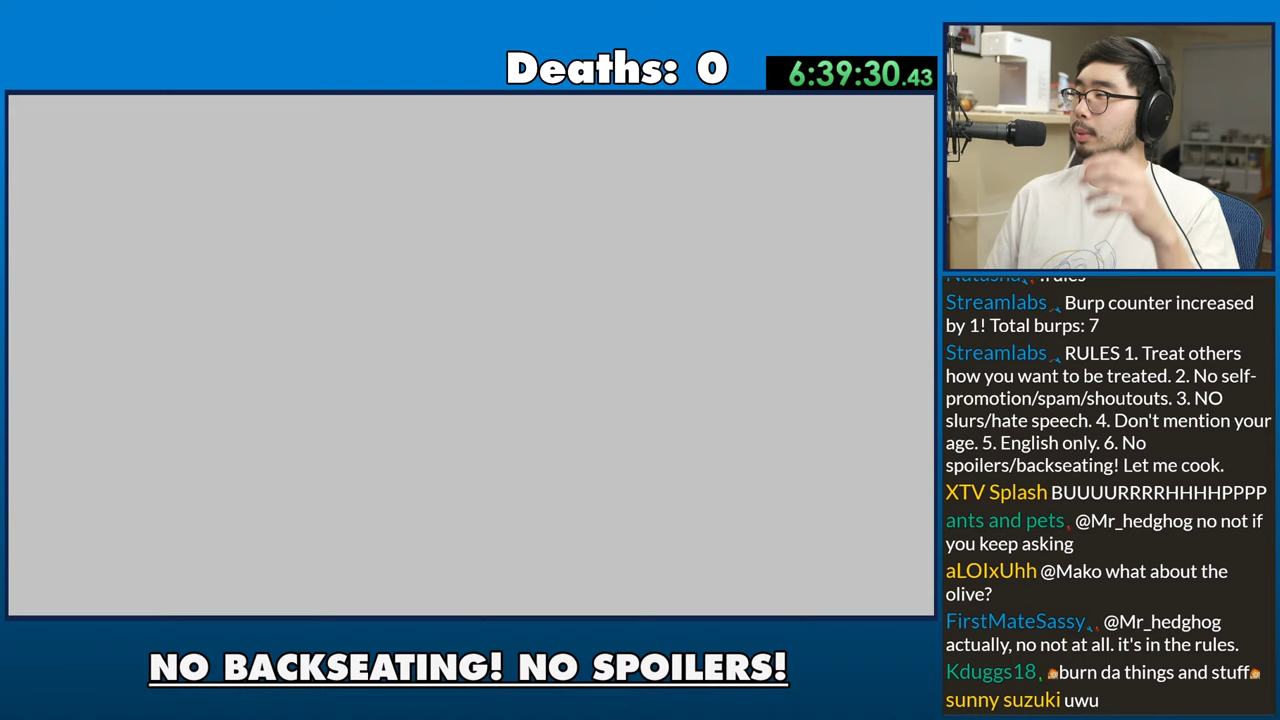 Deaths: 0
6:39:30.43
Natasha !rules
Streamlabs Burp counter increased
by 1! Total burps: 7
Streamlabs RULES 1. Treat others
how you want to be treated. 2. No self-
promotion/spam/shoutouts. 3. NO
slurs/hate speech. 4. Don't mention your
age. 5. English only. 6. No
spoilers/backseating! Let me cook.
XTV Splash BUUUURRRRHHHHPPPP
ants and pets @Mr_hedghog no not if
you keep asking
aLOIxUhh @Mako what about the
olive?
FirstMateSassy @Mr_hedghog
actually, no not at all. it's in the rules.
Kduggs18 burn da things and stuff
sunny suzuki uwu
NO BACKSEATING! NO SPOILERS!